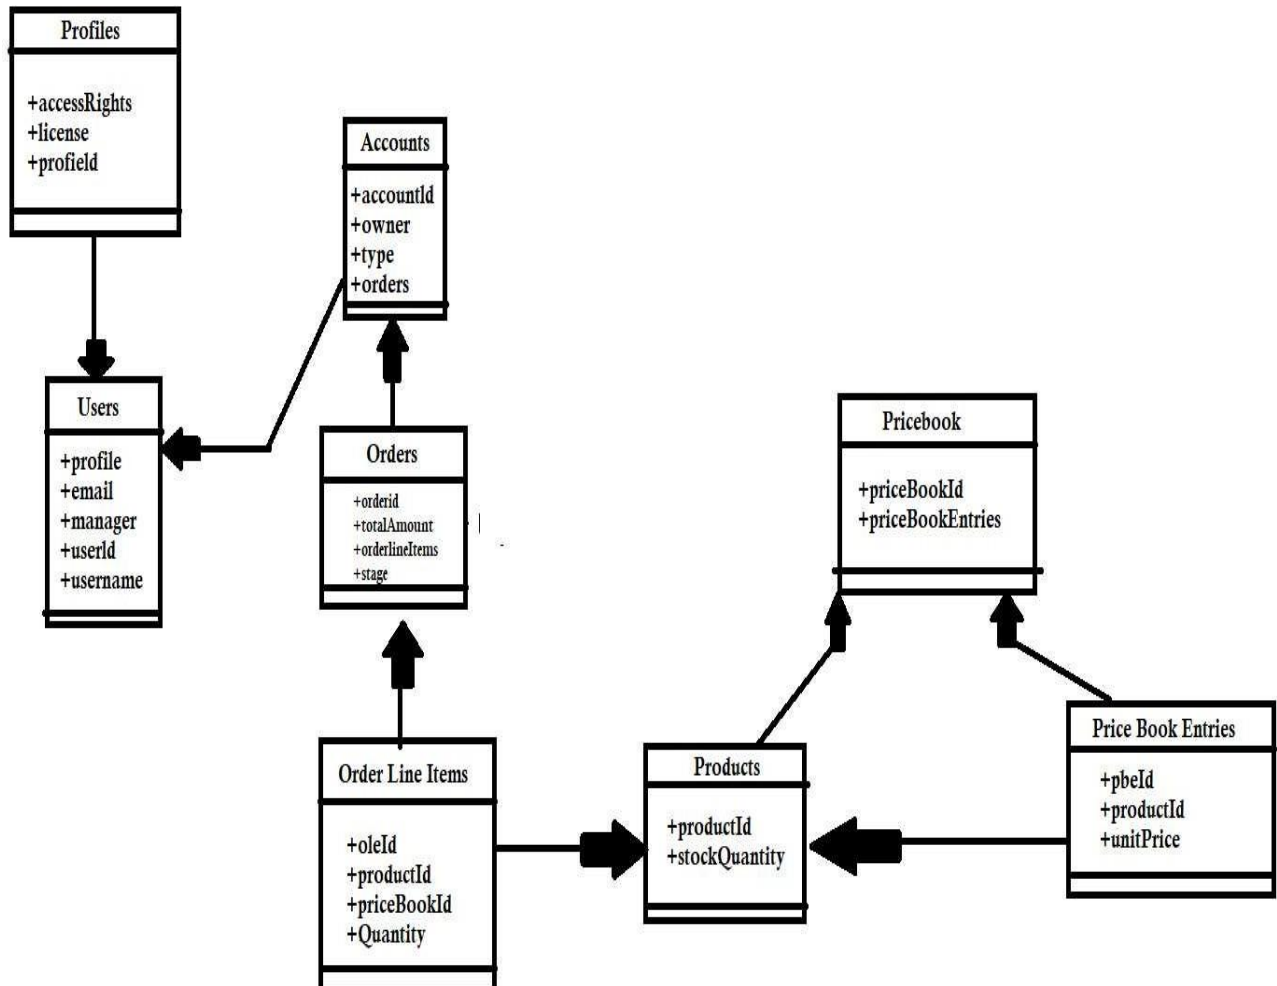 Profiles
+accessRights
+license
+profield
Accounts
+accountId
+owner
+type
+orders
Users
+profile
+email
+manager
+userId
+username
Orders
+orderid
+totalAmount
+orderlineItems
+stage
Pricebook
+priceBookId
+priceBookEntries
Order Line Items
+oleId
+productId
+priceBookId
+Quantity
Products
+productId
+stockQuantity
Price Book Entries
+pbeId
+productId
+unitPrice